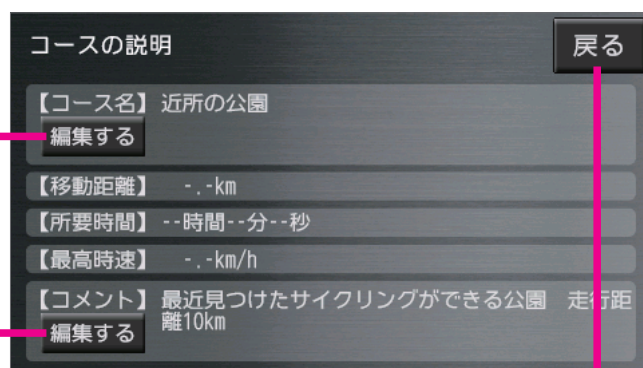 コースの説明
戻る
【コース名】 近所の公園
編集する
【移動距離】 -.-km
【所要時間】 --時間--分--秒
【最高時速】 -.-km/h
【コメント】 最近見つけたサイクリングができる公園　走行距
離10km
編集する